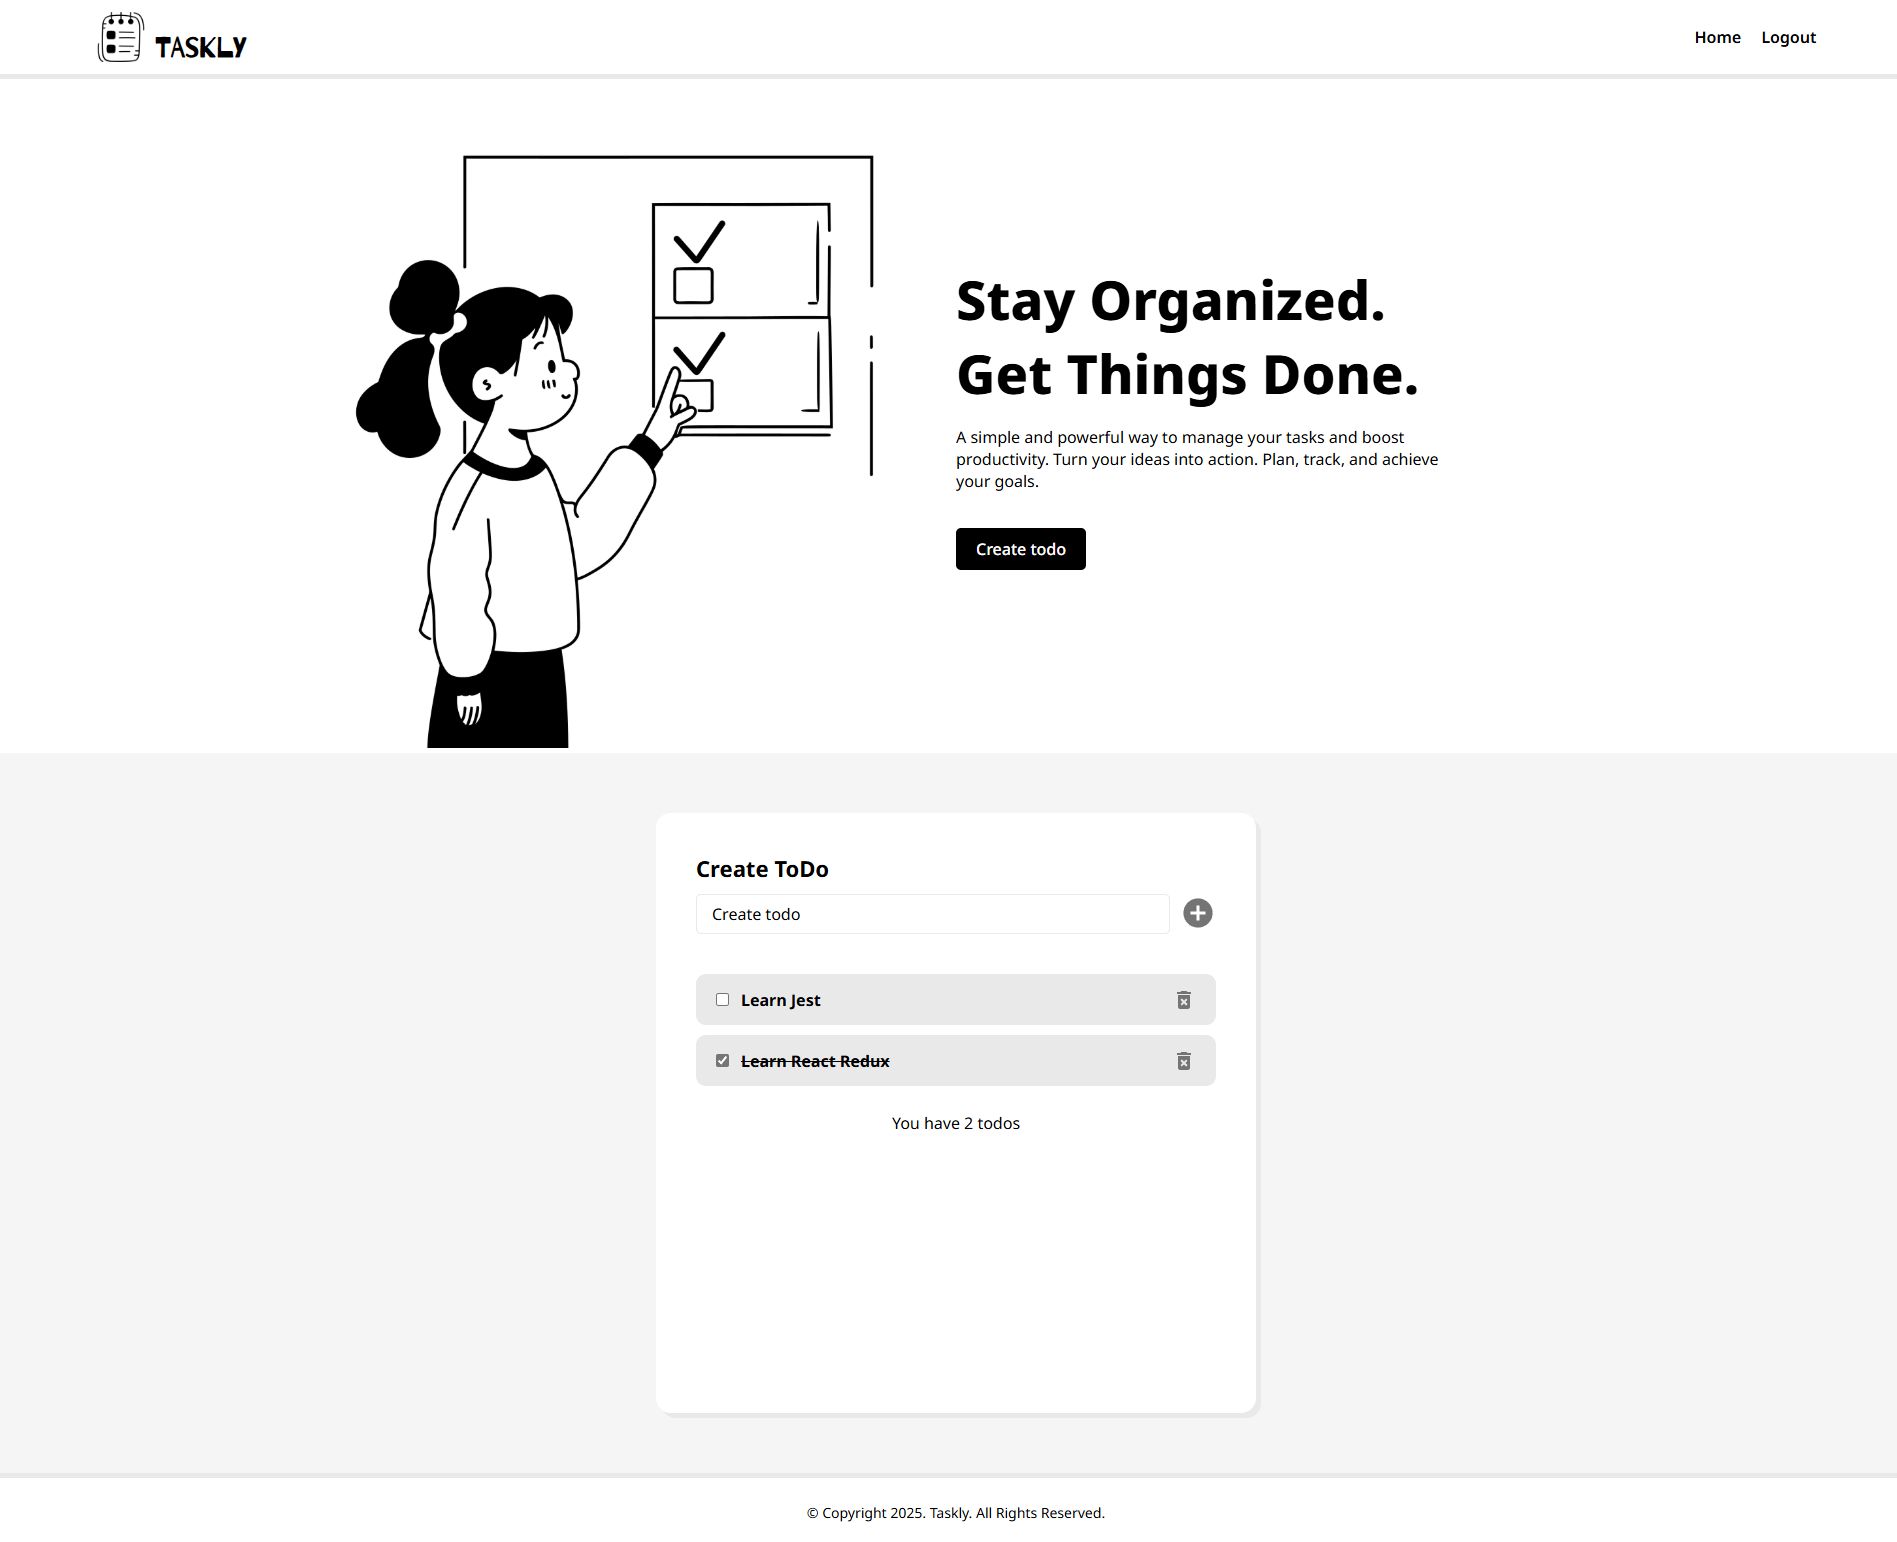 TASKLY
Home
Logout
Stay Organized.
Get Things Done.
A simple and powerful way to manage your tasks and boost
productivity. Turn your ideas into action. Plan, track, and achieve
your goals.
Create todo
Create ToDo
Create todo
Learn Jest
Learn React Redux
You have 2 todos
© Copyright 2025. Taskly. All Rights Reserved.